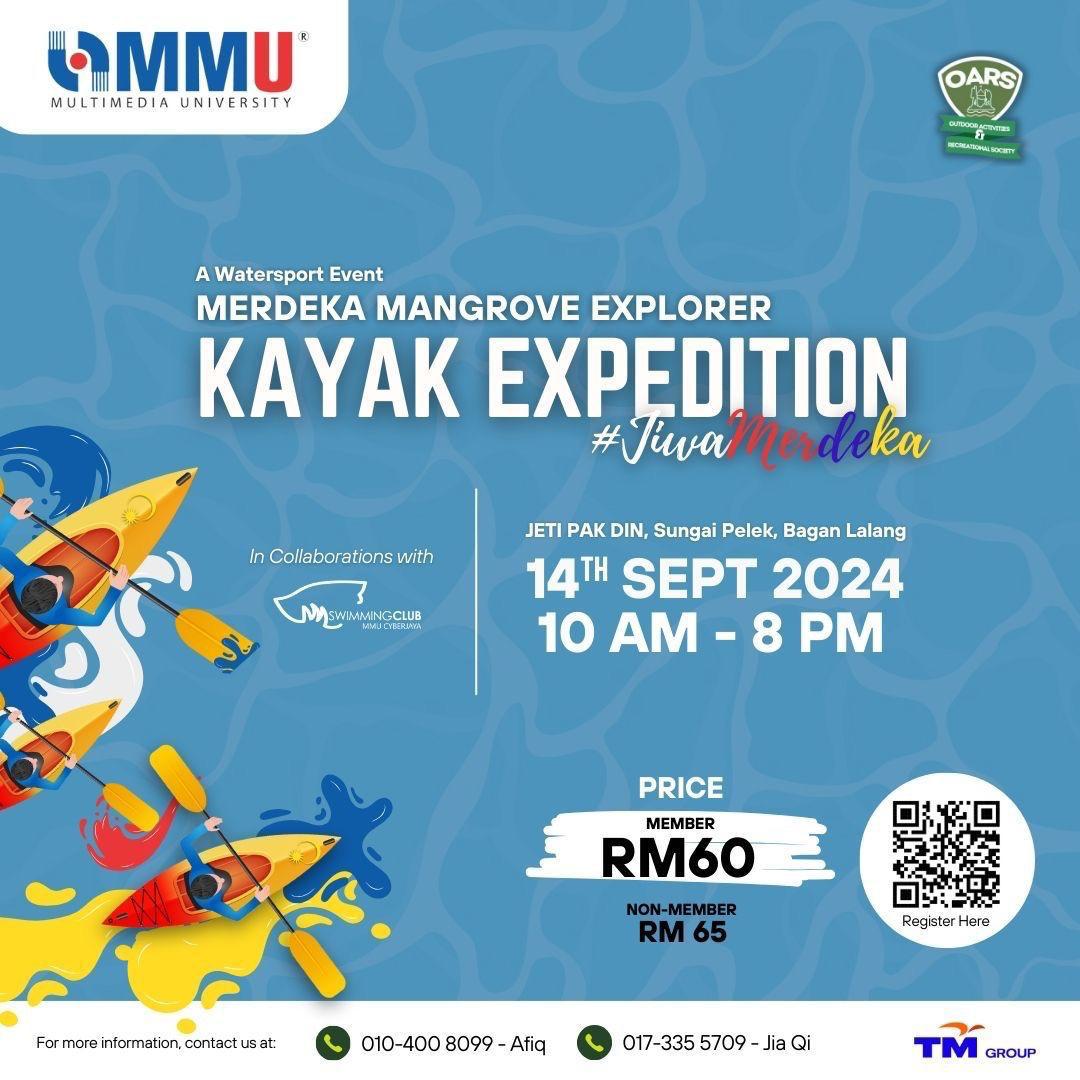 MMU®
MULTIMEDIA UNIVERSITY
OARS
OUTDOOR ACTIVITIES
&
RECREATIONAL SOCIETY
A Watersport Event
MERDEKA MANGROVE EXPLORER
KAYAK EXPEDITION
#JiwaMerdeka
In Collaborations with
SWIMMINGCLUB
MMU CYBERJAYA
JETI PAK DIN, Sungai Pelek, Bagan Lalang
14TH SEPT 2024
10 AM - 8 PM
PRICE
MEMBER
RM60
NON-MEMBER
RM 65
Register Here
For more information, contact us at:
010-400 8099 - Afiq
017-335 5709 - Jia Qi
TM GROUP